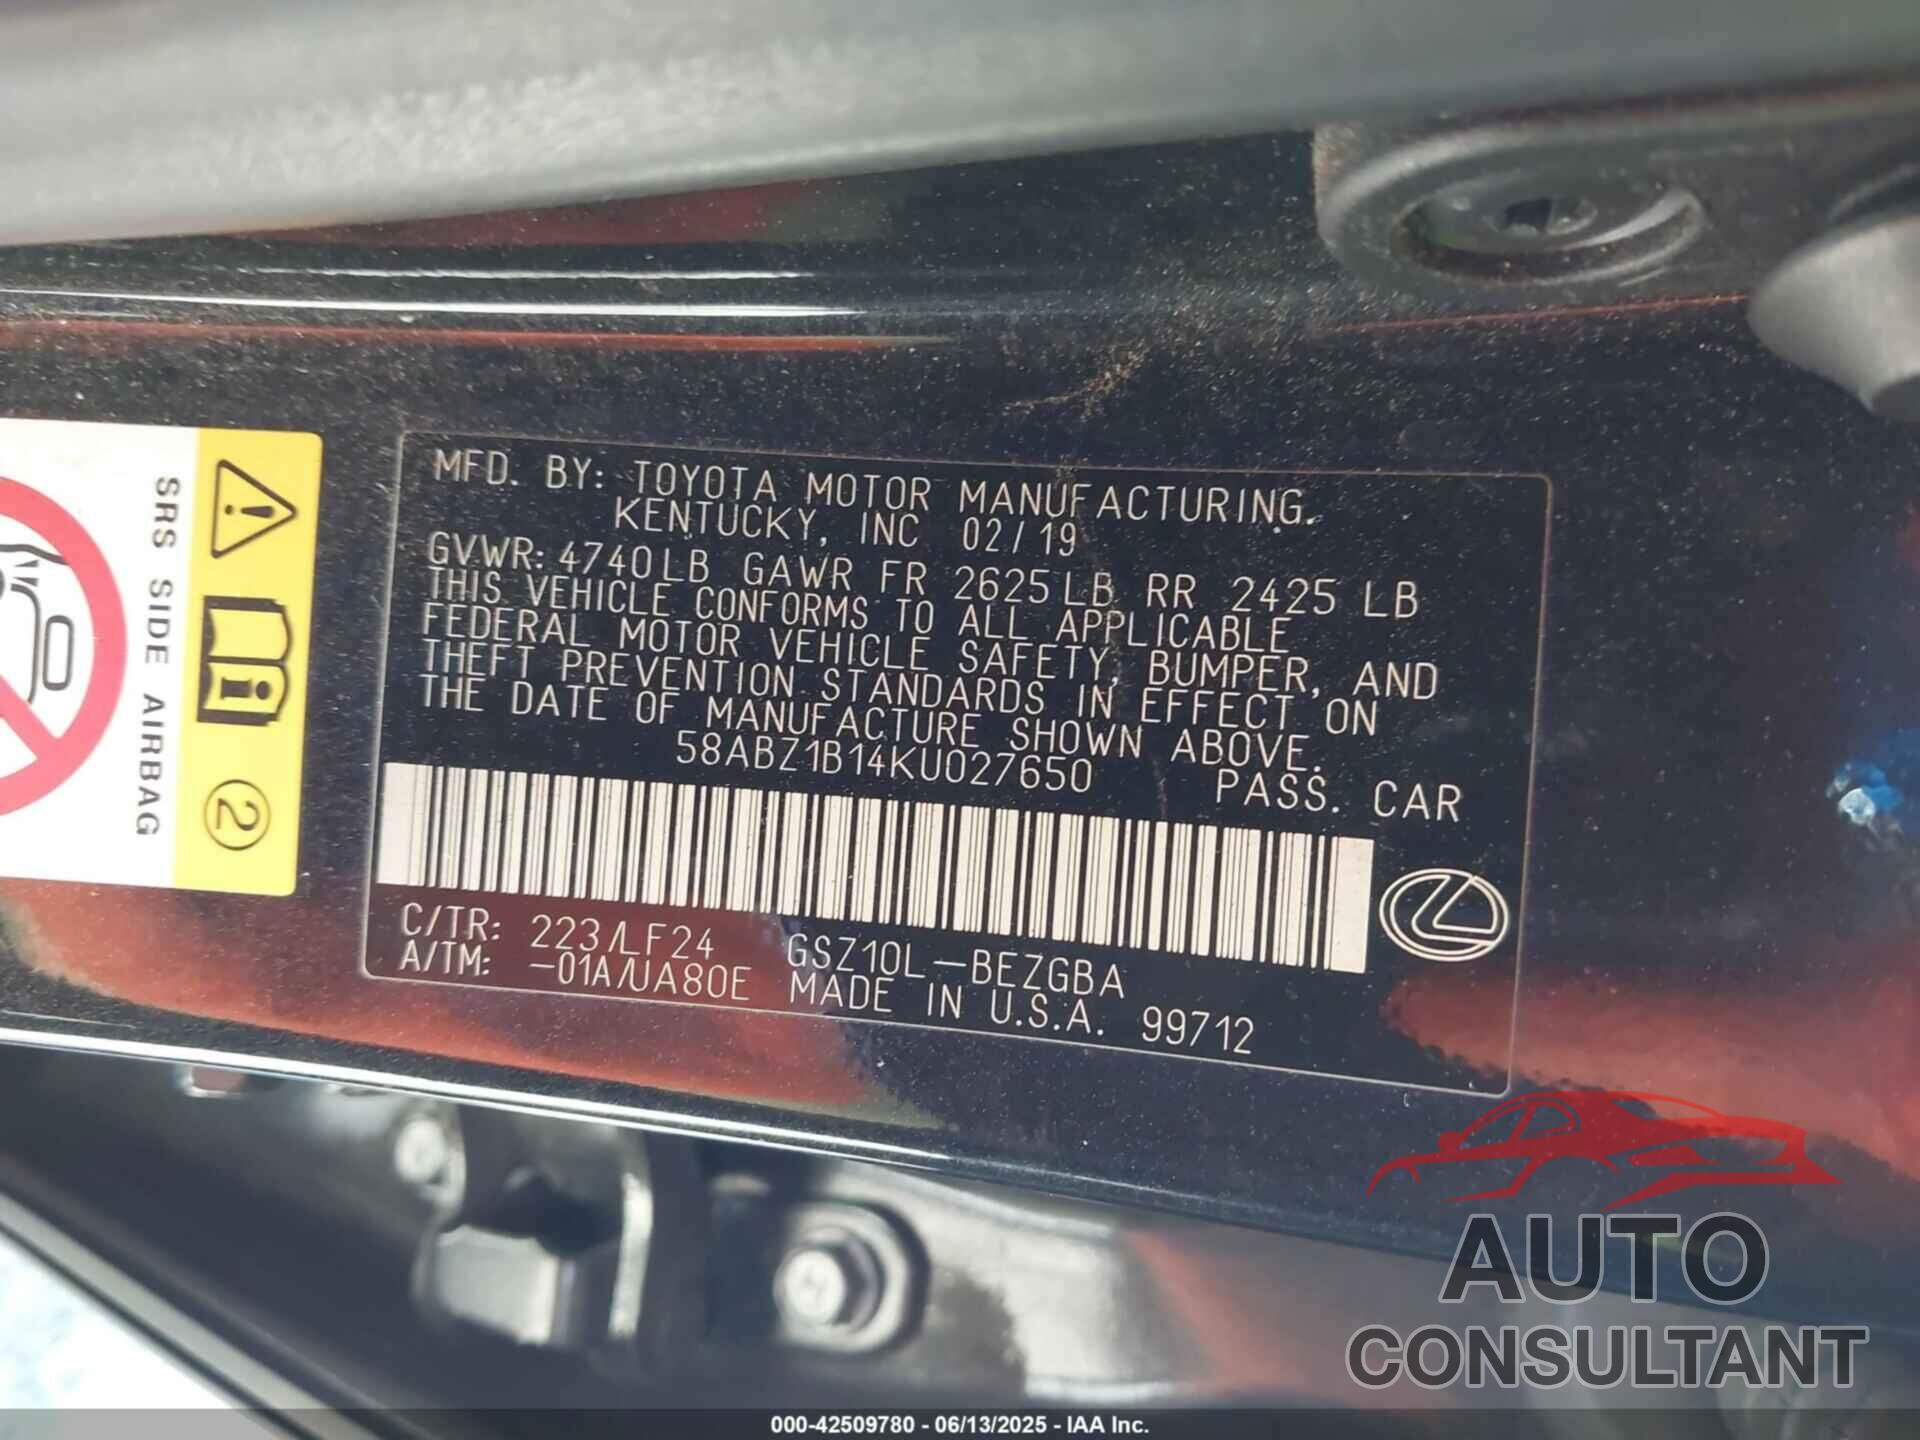 MFD. BY: TOYOTA MOTOR MANUFACTURING.
KENTUCKY, INC 02/19
GVWR: 4740LB GAWR FR 2625LB RR 2425 LB
THIS VEHICLE CONFORMS TO ALL APPLICABLE
FEDERAL MOTOR VEHICLE SAFETY, BUMPER, AND
THEFT PREVENTION STANDARDS IN EFFECT ON
THE DATE OF MANUFACTURE SHOWN ABOVE.
58ABZ1B14KU027650 PASS. CAR
C/TR: 223/LF24 GSZ10L-BEZGBA
A/TM: -01A/UA80E MADE IN U.S.A. 99712
SRS SIDE AIRBAG
2
AUTO
CONSULTANT
000-42509780 - 06/13/2025 - IAA Inc.